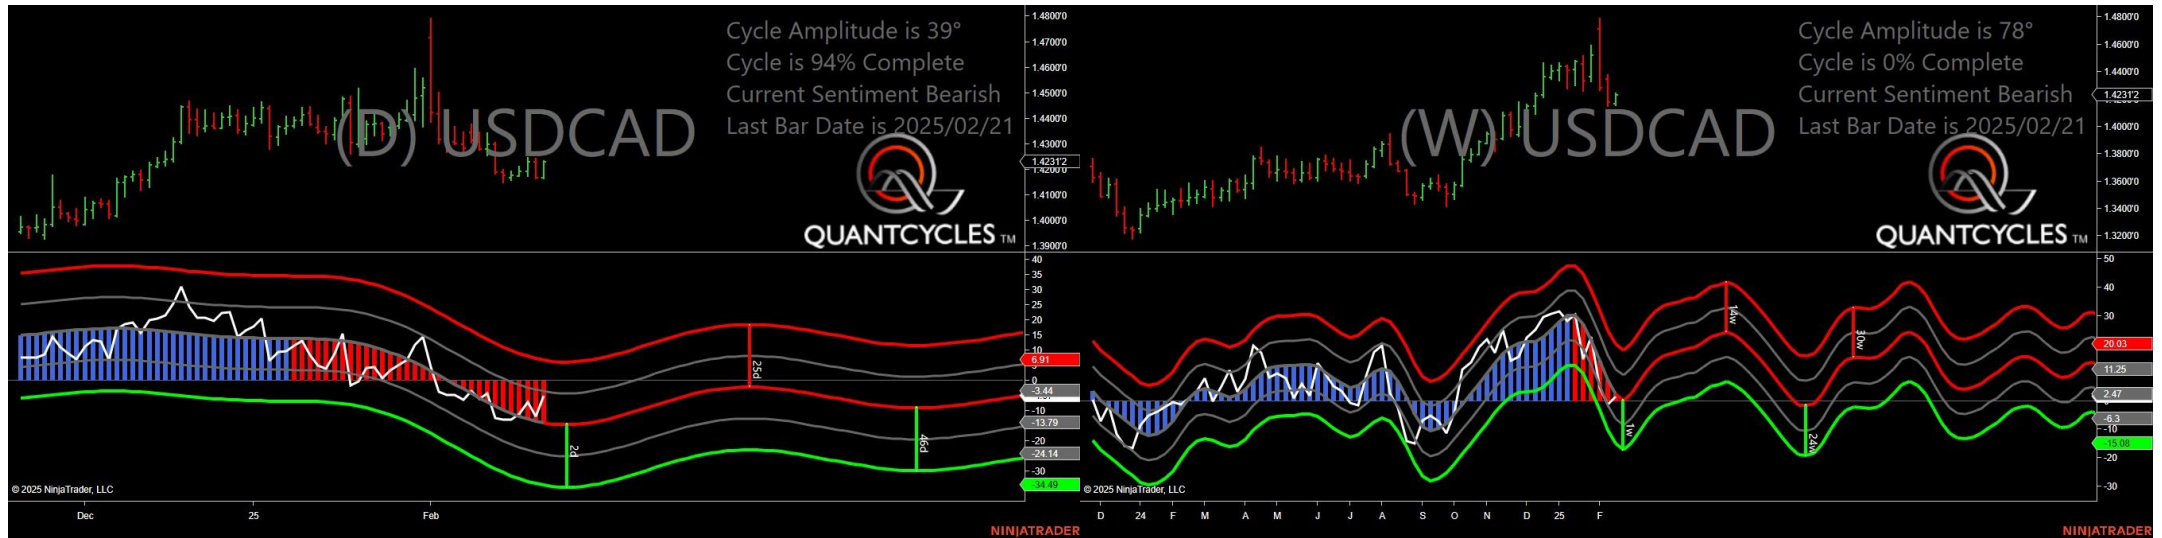 Cycle Amplitude is 39°
Cycle is 94% Complete
Current Sentiment Bearish
Last Bar Date is 2025/02/21
(D) USDCAD
QUANTCYCLES TM
1.4800'0
1.4700'0
1.4600'0
1.4500'0
1.4400'0
1.4300'0
1.4231'2
1.4200'0
1.4100'0
1.4000'0
1.3900'0
40
35
30
25
20
15
10
6.91
0
-3.44
-10
-13.79
-20
-24.14
-30
-34.49
2d
25d
46d
© 2025 NinjaTrader, LLC
Dec
25
Feb
NINJATRADER
Cycle Amplitude is 78°
Cycle is 0% Complete
Current Sentiment Bearish
Last Bar Date is 2025/02/21
(W) USDCAD
QUANTCYCLES TM
1.4800'0
1.4600'0
1.4400'0
1.4231'2
1.4000'0
1.3800'0
1.3600'0
1.3400'0
1.3200'0
50
40
30
20.03
11.25
2.47
-6.3
-10
-15.08
-20
-30
1w
14w
24w
30w
© 2025 NinjaTrader, LLC
D 24 F M A M J J A S O N D 25 F
NINJATRADER